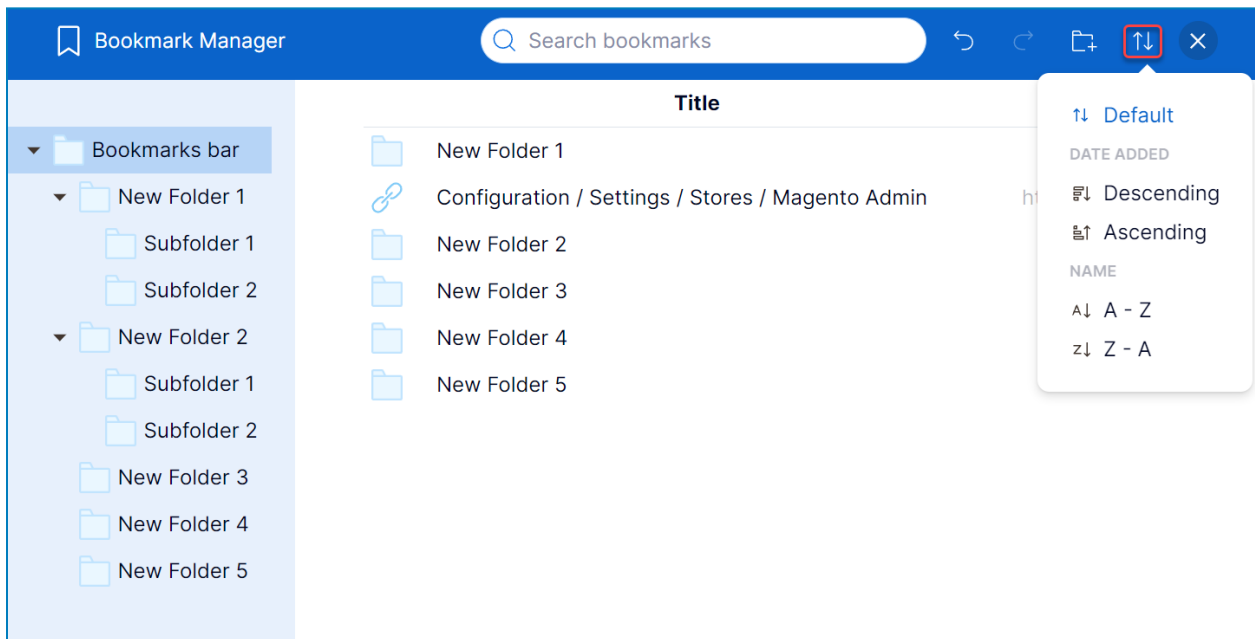 Bookmark Manager
Search bookmarks
Bookmarks bar
New Folder 1
Subfolder 1
Subfolder 2
New Folder 2
Subfolder 1
Subfolder 2
New Folder 3
New Folder 4
New Folder 5
Title
New Folder 1
Configuration / Settings / Stores / Magento Admin
New Folder 2
New Folder 3
New Folder 4
New Folder 5
Default
DATE ADDED
Descending
Ascending
NAME
A - Z
Z - A